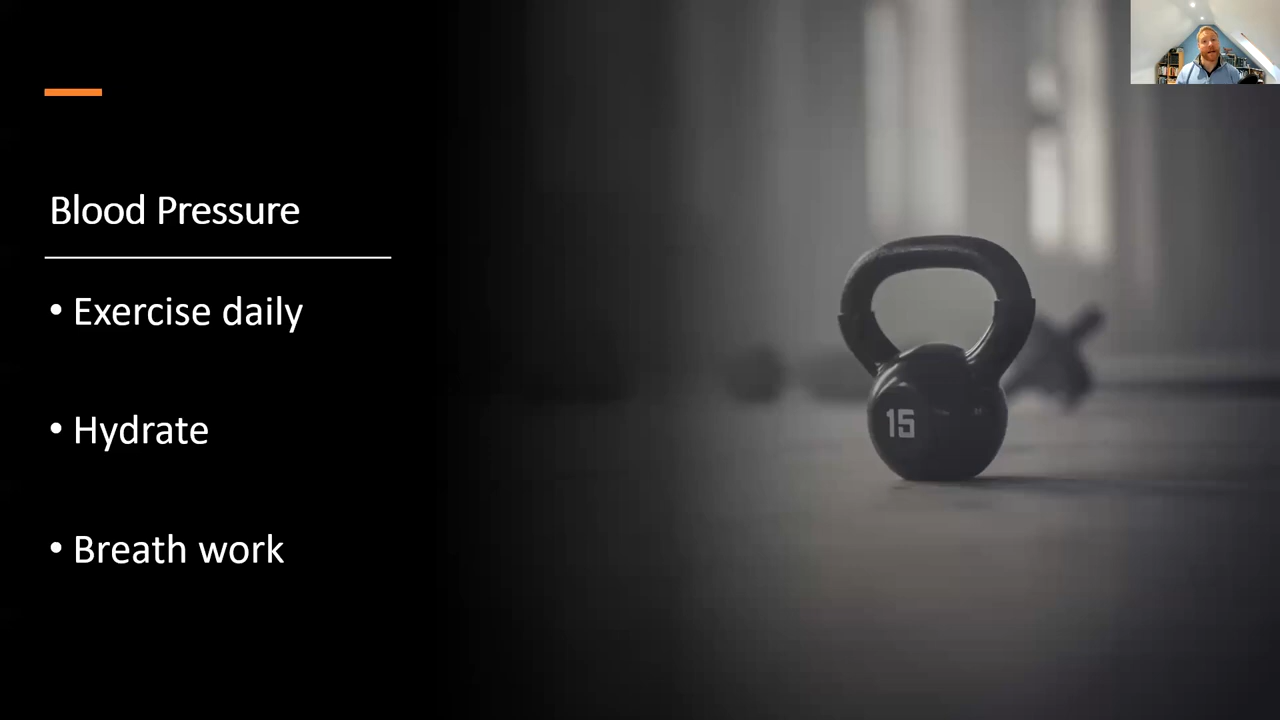 Blood Pressure
• Exercise daily
• Hydrate
• Breath work
15